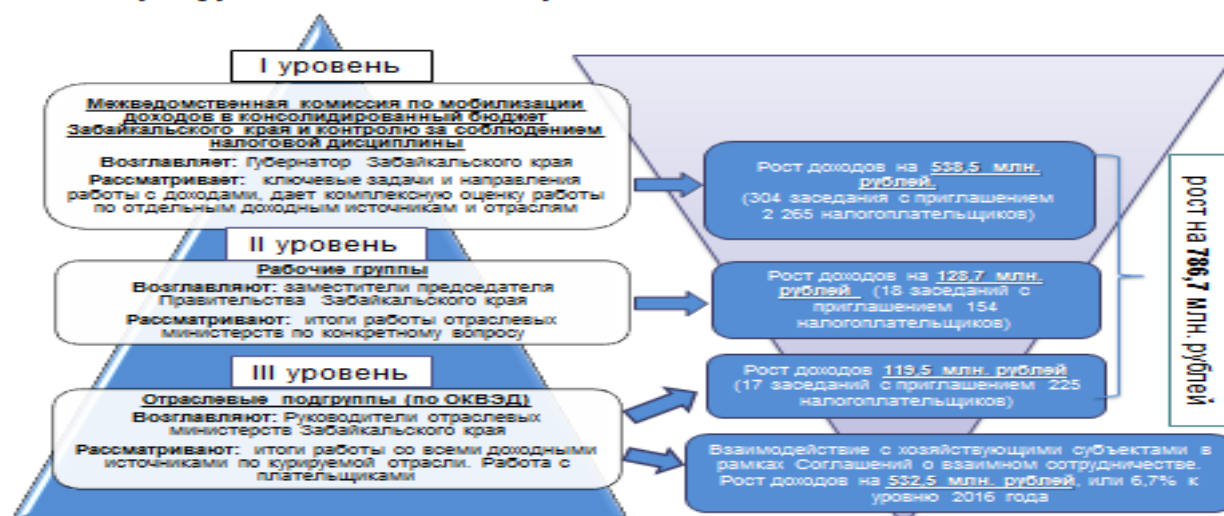 I уровень
Межведомственная комиссия по мобилизации
доходов в консолидированный бюджет
Забайкальского края и контролю за соблюдением
налоговой дисциплины
Возглавляет: Губернатор Забайкальского края
Рассматривает: ключевые задачи и направления
работы с доходами, дает комплексную оценку работы
по отдельным доходным источникам и отраслям
Рост доходов на 538,5 млн.
рублей.
(304 заседания с приглашением
2 265 налогоплательщиков)
II уровень
Рабочие группы
Возглавляют: заместители председателя
Правительства Забайкальского края
Рассматривают: итоги работы отраслевых
министерств по конкретному вопросу
Рост доходов на 128,7 млн.
рублей (18 заседаний с
приглашением 154
налогоплательщиков)
III уровень
Отраслевые подгруппы (по ОКВЭД)
Возглавляют: Руководители отраслевых
министерств Забайкальского края
Рассматривают: итоги работы со всеми доходными
источниками по курируемой отрасли. Работа с
плательщиками
Рост доходов 119,5 млн. рублей
(17 заседаний с приглашением 225
налогоплательщиков)
Взаимодействие с хозяйствующими субъектами в
рамках Соглашений о взаимном сотрудничестве.
Рост доходов на 532,5 млн. рублей, или 6,7% к
уровню 2016 года
рост на 786,7 млн. рублей